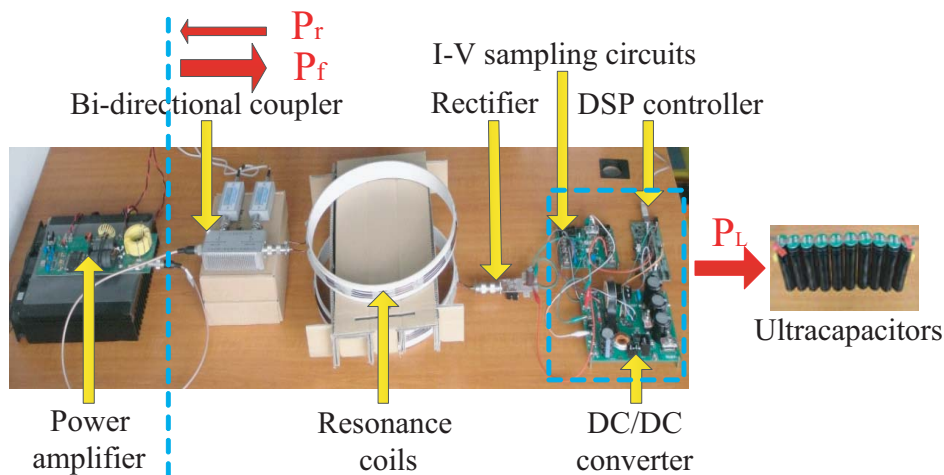 Pr
Pf
I-V sampling circuits
Bi-directional coupler
Rectifier
DSP controller
PL
Ultracapacitors
Power
amplifier
Resonance
coils
DC/DC
converter